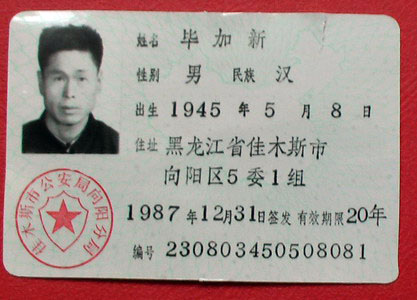 姓名 毕加新
性别 男 民族 汉
出生 1945 年 5 月 8 日
住址 黑龙江省佳木斯市
向阳区5委1组
1987 年12月31日签发 有效期限20年
编号 230803450508081
佳木斯市公安局向阳分局